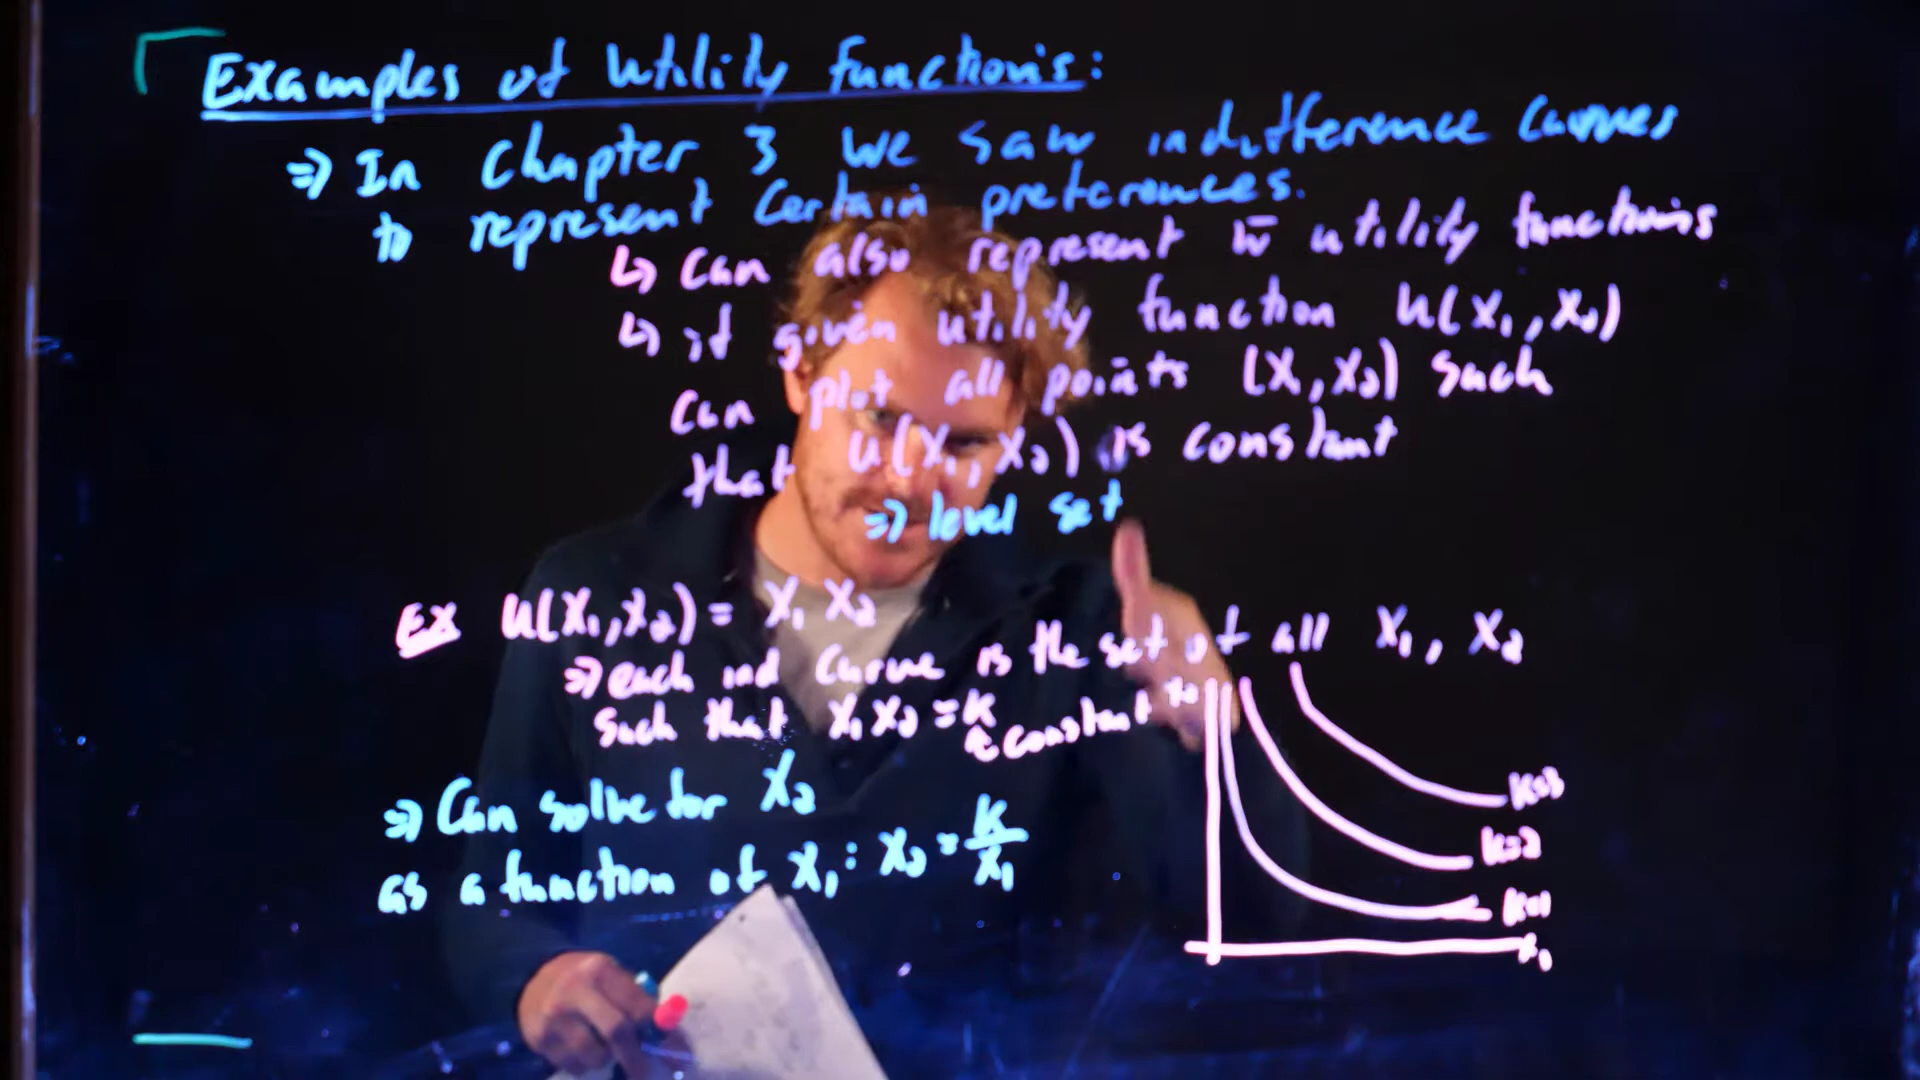 Examples of Utility Functions:
⇒ In Chapter 3 we saw indifference curves
to represent certain preferences.
↳ Can also represent w̄ utility functions
↳ if given utility function u(x₁,x₂)
can plot all points (x₁,x₂) such
that u(x₁,x₂) is constant
⇒ level set
EX u(x₁,x₂) = x₁x₂
⇒ each ind curve is the set of all x₁, x₂
such that x₁x₂ = k
constant
⇒ Can solve for x₂
as a function of x₁: x₂ = k/x₁
x₂
k=3
k=2
k=1
x₁